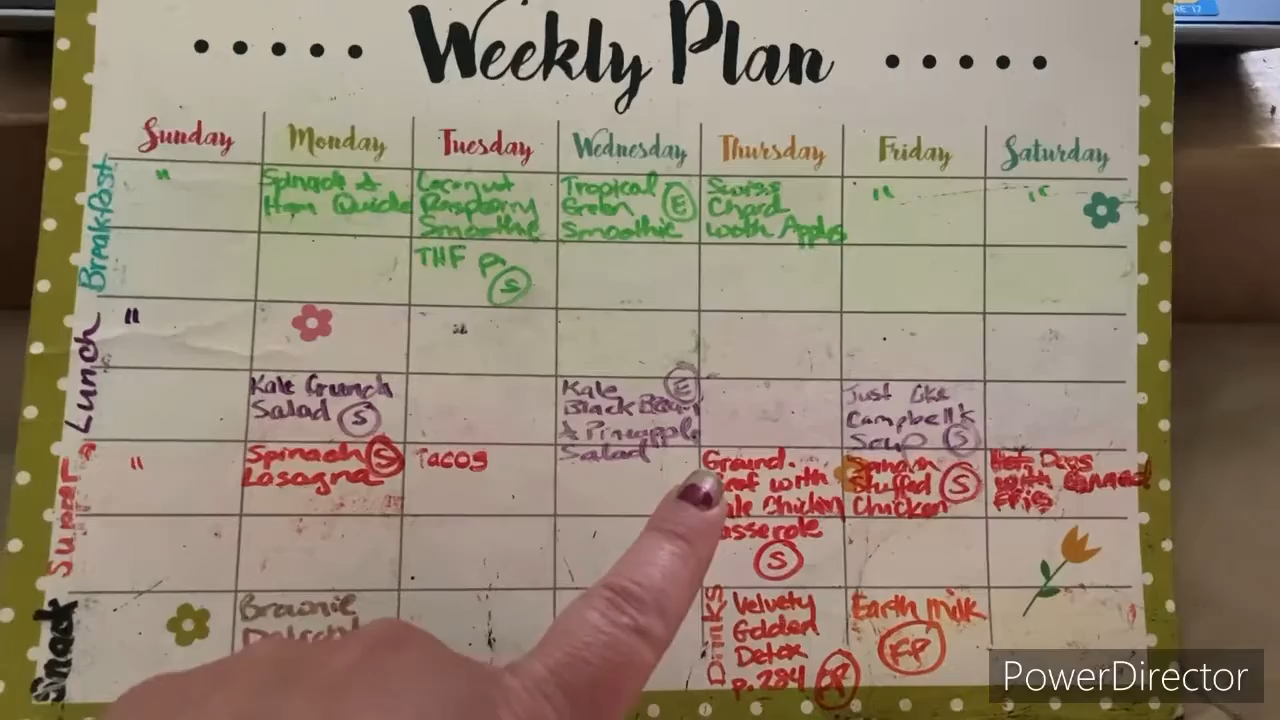 Weekly Plan
Sunday Monday Tuesday Wednesday Thursday Friday Saturday
Breakfast
"
Spinach &
Ham Quiche
Coconut
Raspberry
Smoothie
THF p.
S
Tropical
Green
Smoothie
E
Swiss
Chard
with Apples
"
"
Lunch
"
"
Kale Crunch
Salad S
Kale
Black Bean
& Pineapple
Salad
E
Just Like
Campbell's
Soup S
Supper
"
Spinach S
Lasagna
Tacos
Ground
with
Chicken
asserole
S
Spinach
Stuffed
Chicken
S
Hot Dogs
with
Fries
Snack
Brownie
Drinks
Velvety
Golden
Detox
p.284 FP
Earth Milk
FP
PowerDirector